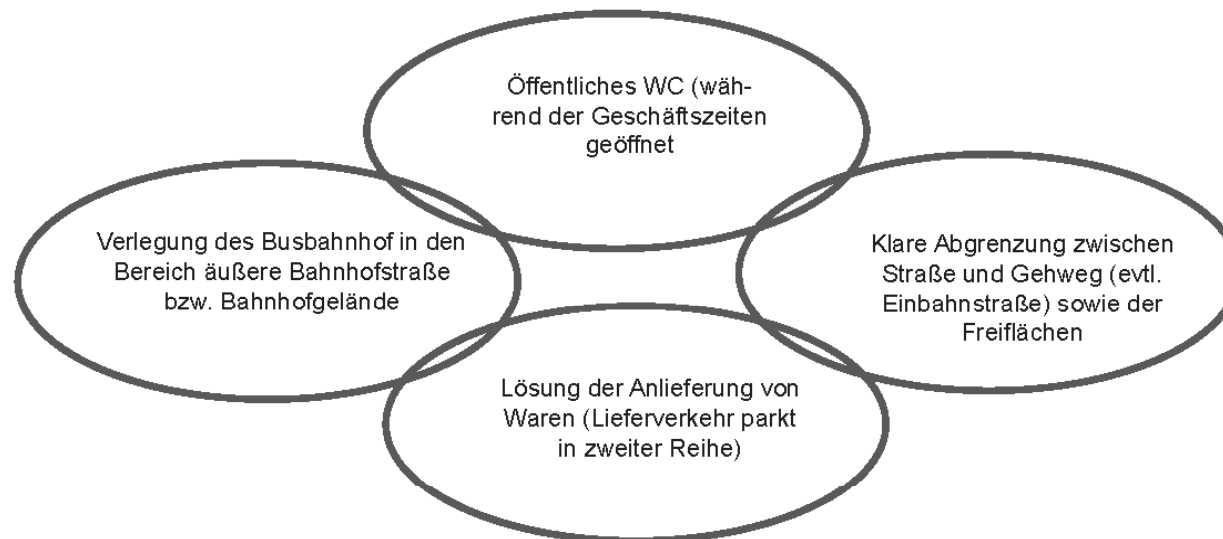 Öffentliches WC (wäh-
rend der Geschäftszeiten
geöffnet
Verlegung des Busbahnhof in den
Bereich äußere Bahnhofstraße
bzw. Bahnhofgelände
Klare Abgrenzung zwischen
Straße und Gehweg (evtl.
Einbahnstraße) sowie der
Freiflächen
Lösung der Anlieferung von
Waren (Lieferverkehr parkt
in zweiter Reihe)